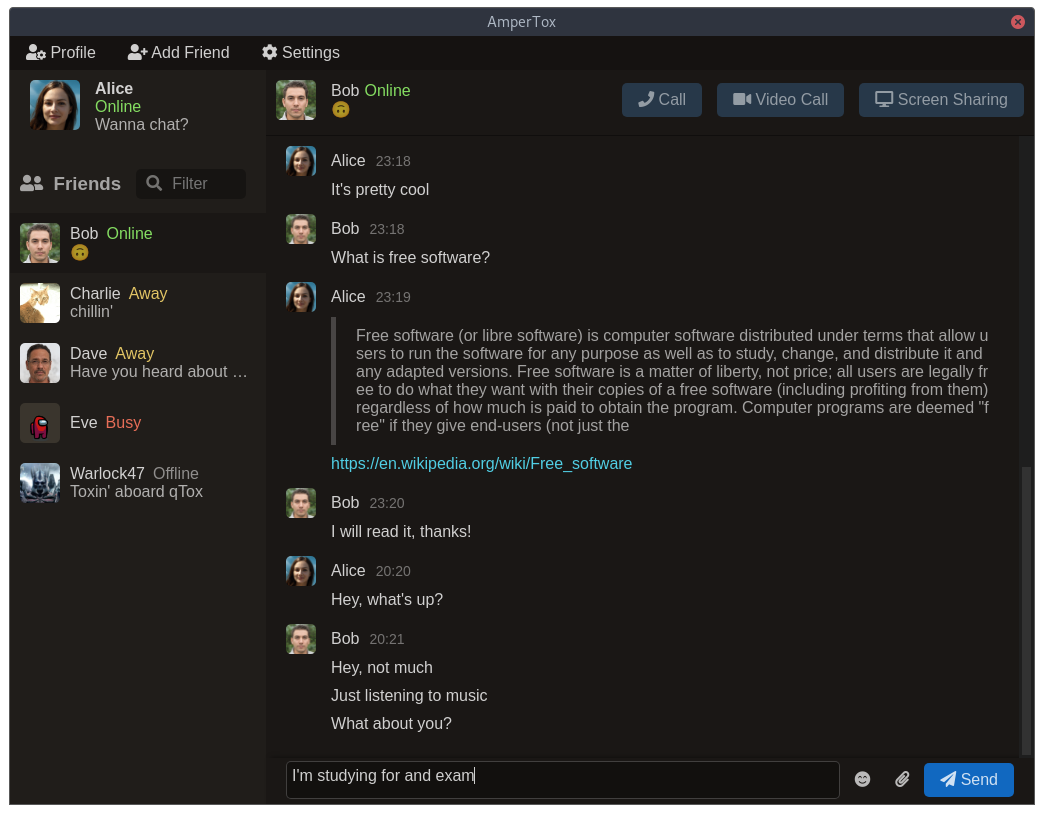 AmperTox
Profile Add Friend Settings
Alice
Online
Wanna chat?
Friends Filter
Bob Online
🙃
Charlie Away
chillin'
Dave Away
Have you heard about …
Eve Busy
Warlock47 Offline
Toxin' aboard qTox
Bob Online
🙃
Call Video Call Screen Sharing
Alice 23:18
It's pretty cool
Bob 23:18
What is free software?
Alice 23:19
Free software (or libre software) is computer software distributed under terms that allow u
sers to run the software for any purpose as well as to study, change, and distribute it and
any adapted versions. Free software is a matter of liberty, not price; all users are legally fr
ee to do what they want with their copies of a free software (including profiting from them)
regardless of how much is paid to obtain the program. Computer programs are deemed "f
ree" if they give end-users (not just the
https://en.wikipedia.org/wiki/Free_software
Bob 23:20
I will read it, thanks!
Alice 20:20
Hey, what's up?
Bob 20:21
Hey, not much
Just listening to music
What about you?
I'm studying for and exam
Send